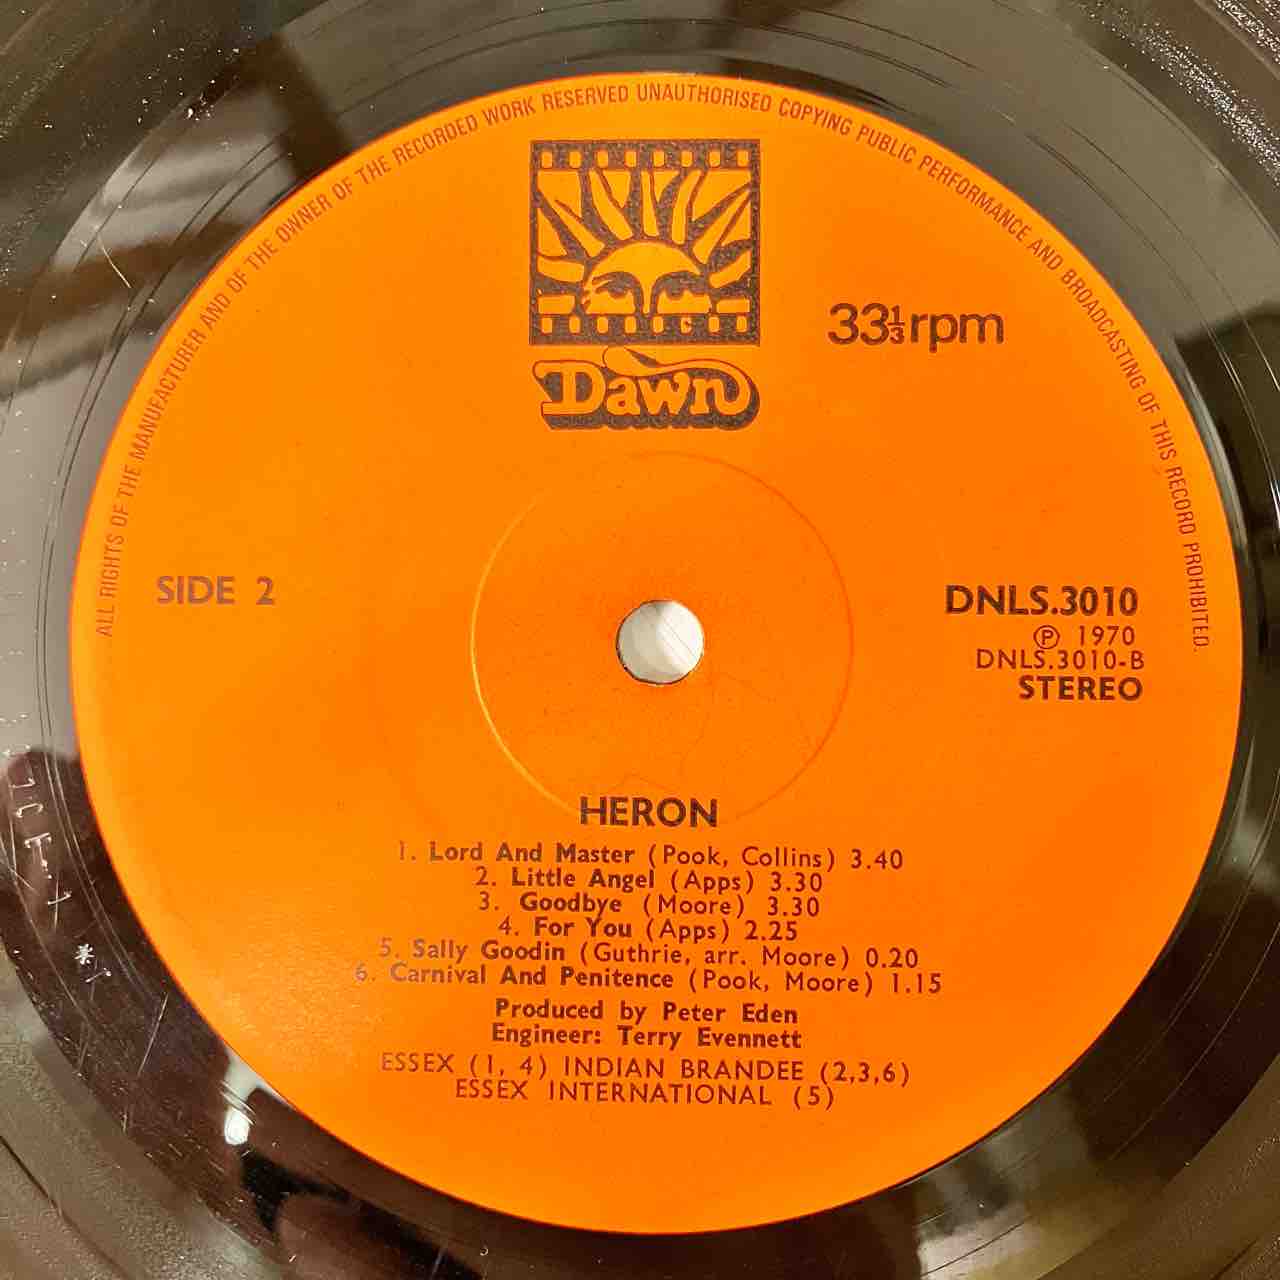 ALL RIGHTS OF THE MANUFACTURER AND OF THE OWNER OF THE RECORDED WORK RESERVED UNAUTHORISED COPYING PUBLIC PERFORMANCE AND BROADCASTING OF THIS RECORD PROHIBITED.
Dawn
33⅓rpm
SIDE 2
DNLS.3010
℗ 1970
DNLS.3010-B
STEREO
HERON
1. Lord And Master (Pook, Collins) 3.40
2. Little Angel (Apps) 3.30
3. Goodbye (Moore) 3.30
4. For You (Apps) 2.25
5. Sally Goodin (Guthrie, arr. Moore) 0.20
6. Carnival And Penitence (Pook, Moore) 1.15
Produced by Peter Eden
Engineer: Terry Evennett
ESSEX (1, 4) INDIAN BRANDEE (2,3,6)
ESSEX INTERNATIONAL (5)